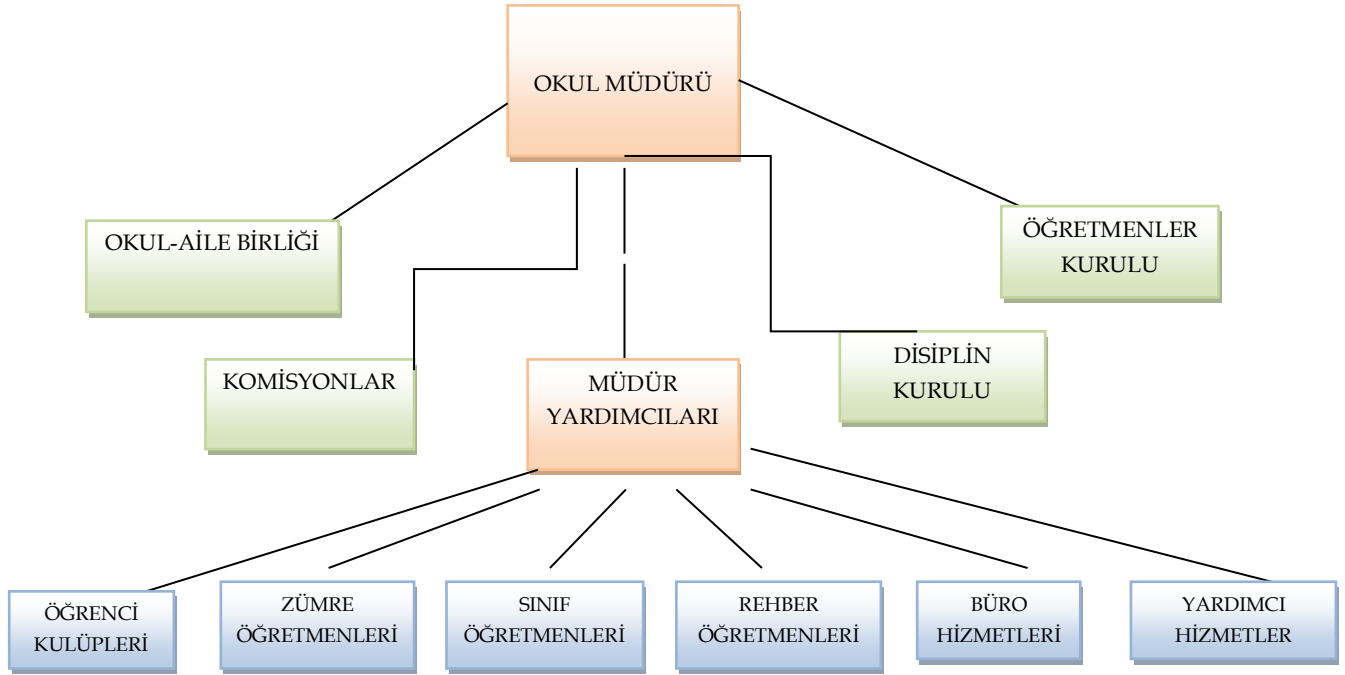 OKUL MÜDÜRÜ
OKUL-AİLE BİRLİĞİ
ÖĞRETMENLER
KURULU
KOMİSYONLAR
MÜDÜR
YARDIMCILARI
DİSİPLİN
KURULU
ÖĞRENCİ
KULÜPLERİ
ZÜMRE
ÖĞRETMENLERİ
SINIF
ÖĞRETMENLERİ
REHBER
ÖĞRETMENLERİ
BÜRO
HİZMETLERİ
YARDIMCI
HİZMETLER